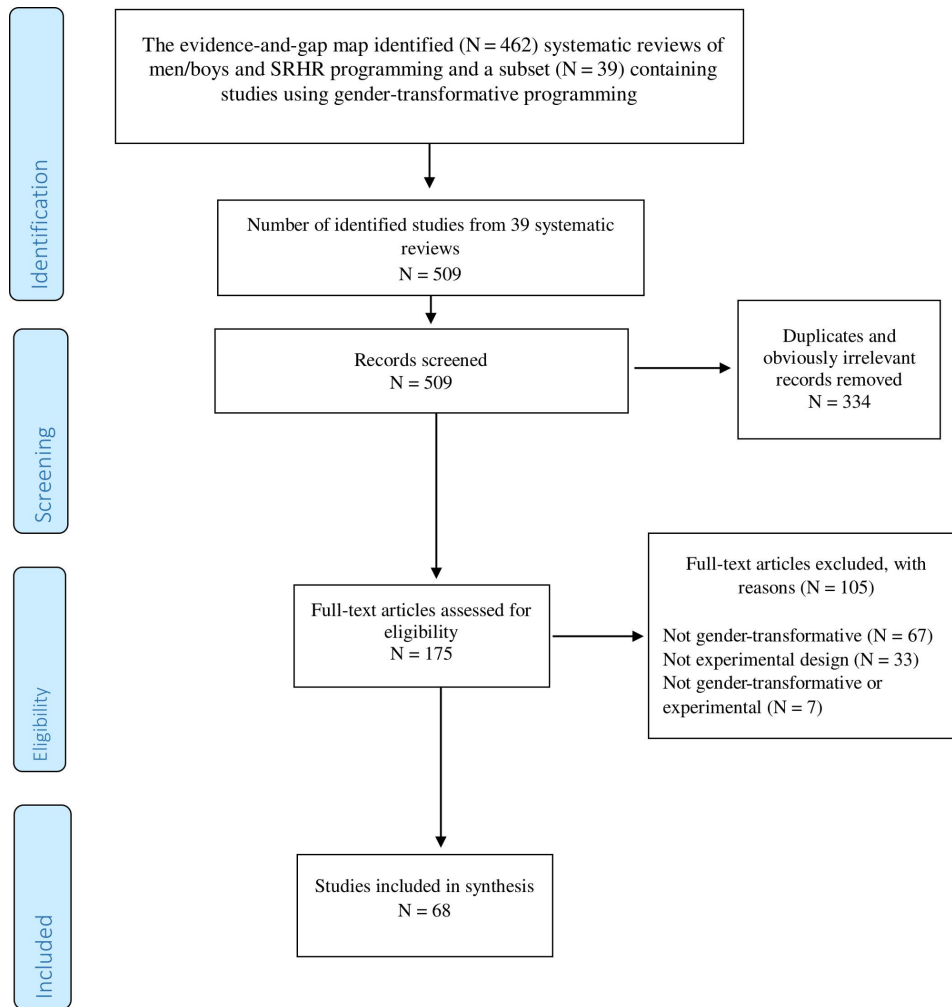 The evidence-and-gap map identified (N = 462) systematic reviews of
men/boys and SRHR programming and a subset (N = 39) containing
studies using gender-transformative programming
Identification
Number of identified studies from 39 systematic
reviews
N = 509
Screening
Records screened
N = 509
Duplicates and
obviously irrelevant
records removed
N = 334
Eligibility
Full-text articles assessed for
eligibility
N = 175
Full-text articles excluded, with
reasons (N = 105)
Not gender-transformative (N = 67)
Not experimental design (N = 33)
Not gender-transformative or
experimental (N = 7)
Included
Studies included in synthesis
N = 68